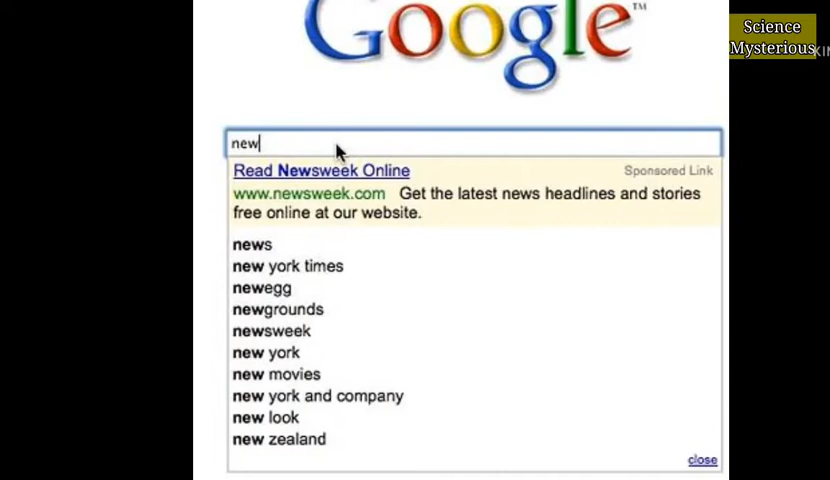 Google™
Science
Mysterious
new
Read Newsweek Online
Sponsored Link
www.newsweek.com Get the latest news headlines and stories
free online at our website.
news
new york times
newegg
newgrounds
newsweek
new york
new movies
new york and company
new look
new zealand
close